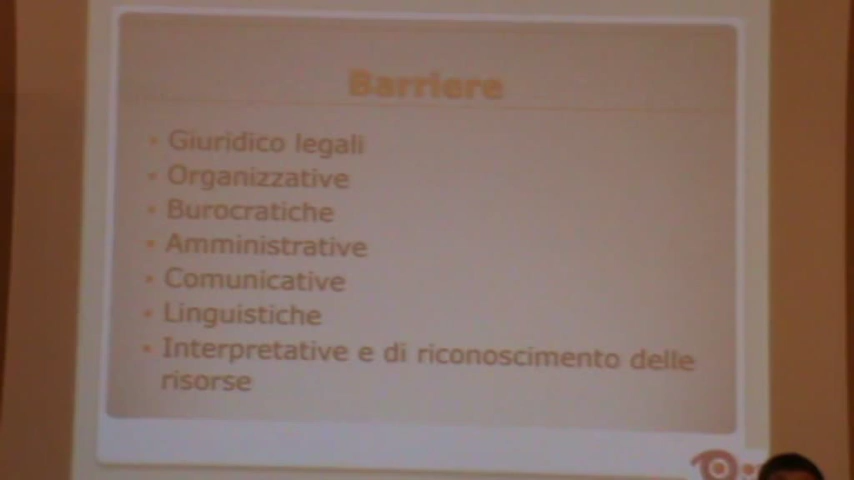 Barriere
Giuridico legali
Organizzative
Burocratiche
Amministrative
Comunicative
Linguistiche
Interpretative e di riconoscimento delle
risorse